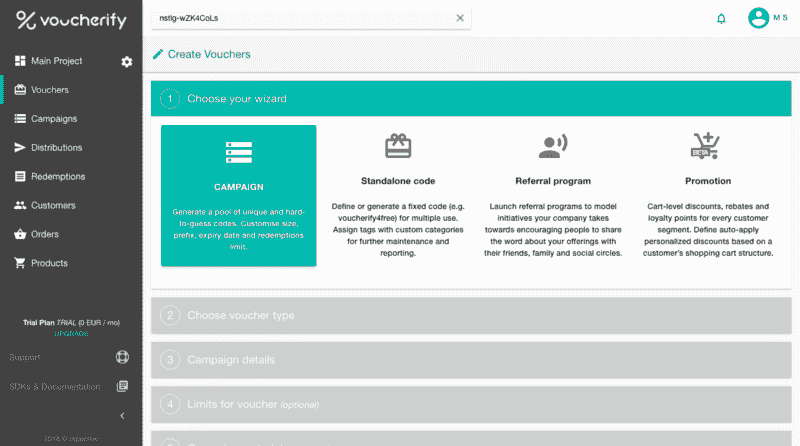 voucherify
nstlg-wZK4CoLs
M S
Main Project
Vouchers
Campaigns
Distributions
Redemptions
Customers
Orders
Products
Trial Plan TRIAL (0 EUR / mo)
UPGRADE
Support
SDKs & Documentation
2018 ©
Create Vouchers
1 Choose your wizard
CAMPAIGN
Generate a pool of unique and hard-
to-guess codes. Customise size,
prefix, expiry date and redemptions
limit.
Standalone code
Define or generate a fixed code (e.g.
voucherify4free) for multiple use.
Assign tags with custom categories
for further maintenance and
reporting.
Referral program
Launch referral programs to model
initiatives your company takes
towards encouraging people to share
the word about your offerings with
their friends, family and social circles.
BETA
Promotion
Cart-level discounts, rebates and
loyalty points for every customer
segment. Define auto-apply
personalized discounts based on a
customer's shopping cart structure.
2 Choose voucher type
3 Campaign details
4 Limits for voucher (optional)